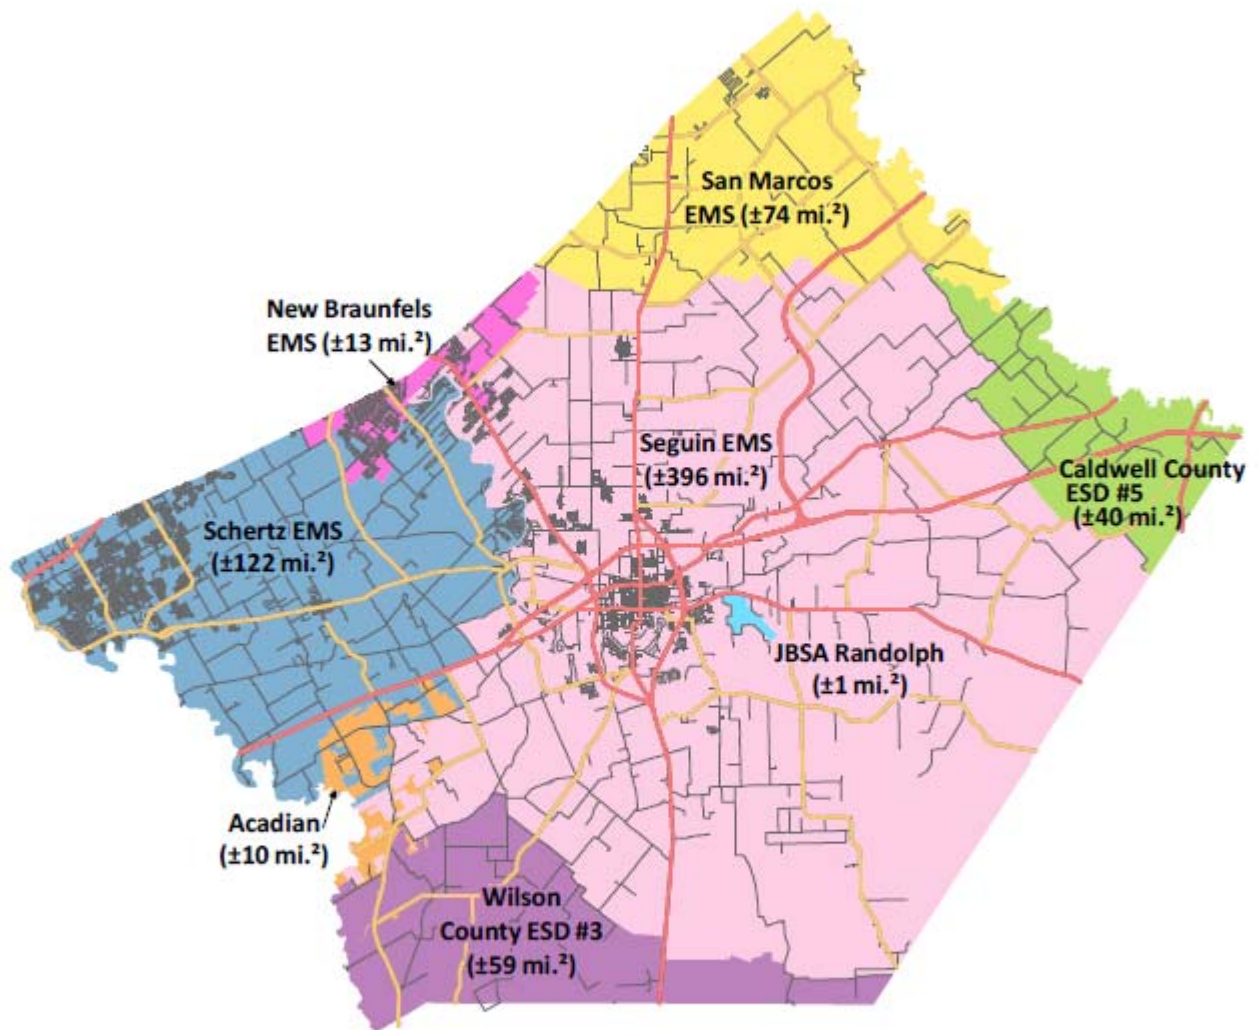 San Marcos
EMS (±74 mi.²)
New Braunfels
EMS (±13 mi.²)
Seguin EMS
(±396 mi.²)
Caldwell County
ESD #5
(±40 mi.²)
Schertz EMS
(±122 mi.²)
JBSA Randolph
(±1 mi.²)
Acadian
(±10 mi.²)
Wilson
County ESD #3
(±59 mi.²)